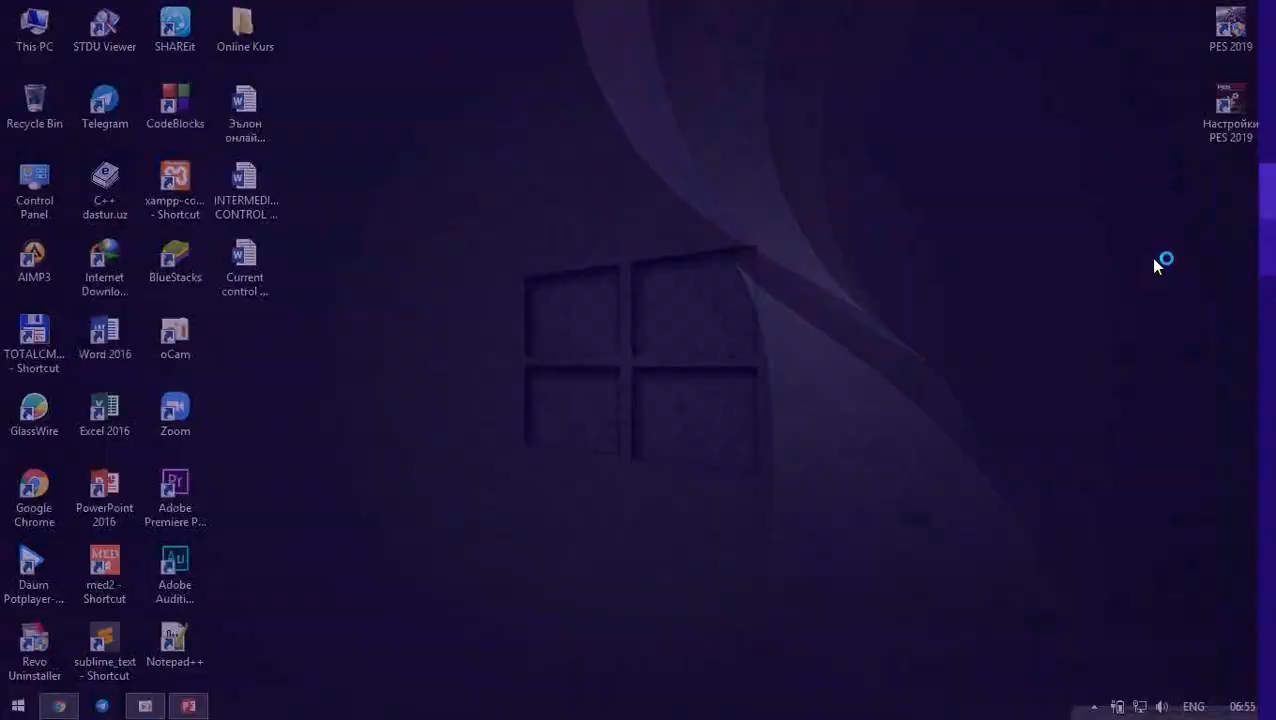 This PC
STDU Viewer
SHAREit
Online Kurs
PES 2019
Recycle Bin
Telegram
CodeBlocks
Эълон
онлай...
Настройки
PES 2019
Control
Panel
C++
dastur.uz
xampp-co...
- Shortcut
INTERMEDI...
CONTROL ...
AIMP3
Internet
Downlo...
BlueStacks
Current
control ...
TOTALCM...
- Shortcut
Word 2016
oCam
GlassWire
Excel 2016
Zoom
Google
Chrome
PowerPoint
2016
Adobe
Premiere P...
Daum
Potplayer-...
MED
med2 -
Shortcut
Adobe
Auditi...
Revo
Uninstaller
sublime_text
- Shortcut
Notepad++
ENG
06:55